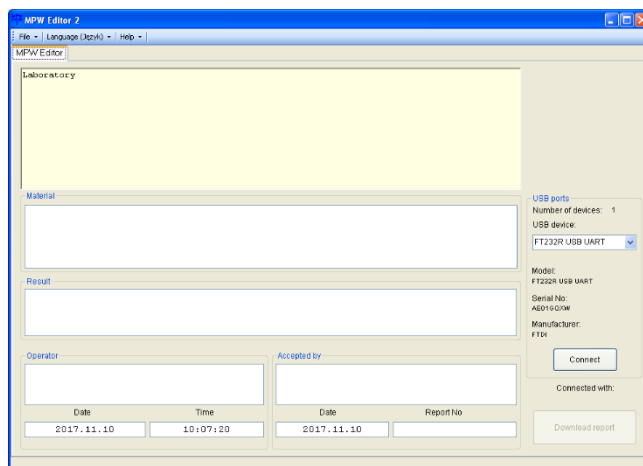 MPW Editor 2
File Language (Język) Help
MPW Editor
Laboratory
Material
Result
Operator
Date
Time
2017.11.10
10:07:20
Accepted by
Date
Report No
2017.11.10
USB ports
Number of devices: 1
USB device:
FT232R USB UART
Model:
FT232R USB UART
Serial No:
Manufacturer:
FTDI
Connect
Connected with:
Download report